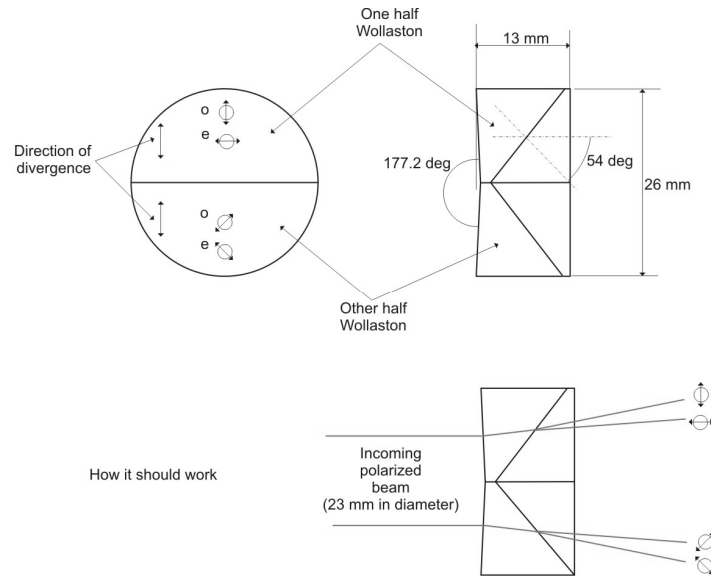 One half
Wollaston
13 mm
o
e
Direction of
divergence
177.2 deg
54 deg
26 mm
o
e
Other half
Wollaston
How it should work
Incoming
polarized
beam
(23 mm in diameter)